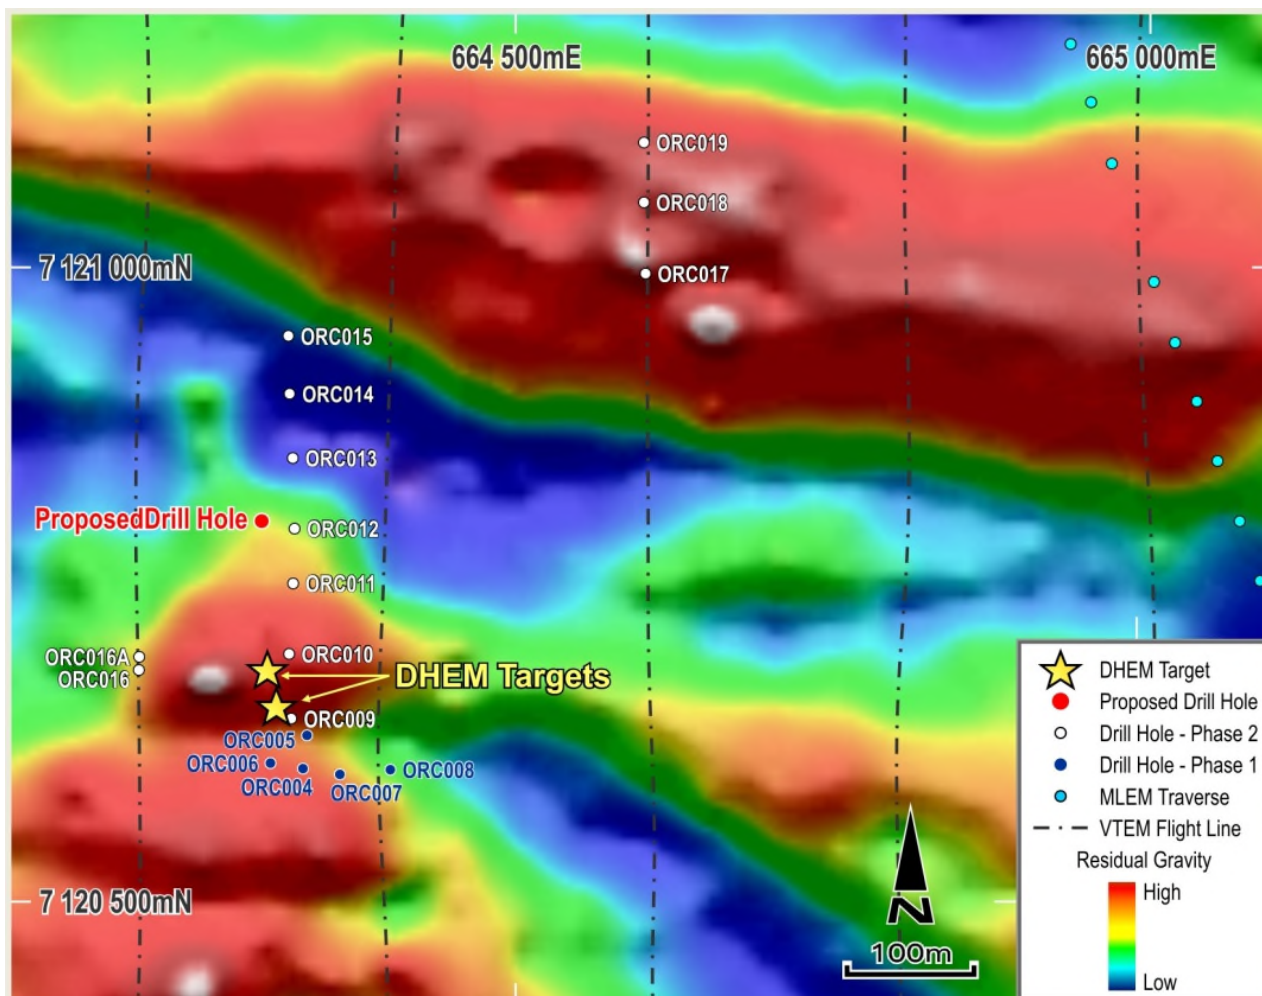 664 500mE
665 000mE
ORC019
ORC018
7 121 000mN
ORC017
ORC015
ORC014
ORC013
ProposedDrill Hole
ORC012
ORC011
ORC016A
ORC010
ORC016
DHEM Targets
ORC009
ORC005
ORC006
ORC008
ORC004
ORC007
7 120 500mN
N
100m
DHEM Target
Proposed Drill Hole
Drill Hole - Phase 2
Drill Hole - Phase 1
MLEM Traverse
VTEM Flight Line
Residual Gravity
High
Low